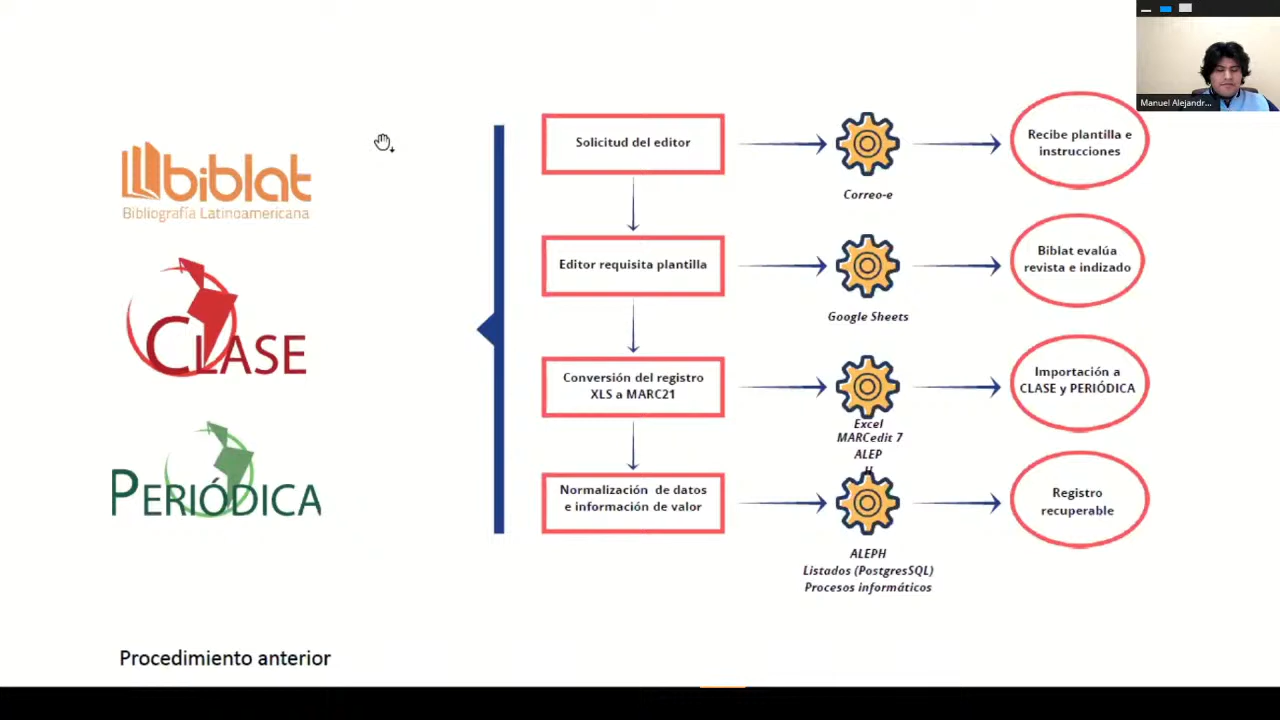 Manuel Alejandr...
biblat
Bibliografía Latinoamericana
CLASE
PERIÓDICA
Solicitud del editor
Correo-e
Recibe plantilla e
instrucciones
Editor requisita plantilla
Google Sheets
Biblat evalúa
revista e indizado
Conversión del registro
XLS a MARC21
Excel
MARCedit 7
ALEP
H
Importación a
CLASE y PERIÓDICA
Normalización de datos
e información de valor
ALEPH
Listados (PostgresSQL)
Procesos informáticos
Registro
recuperable
Procedimiento anterior